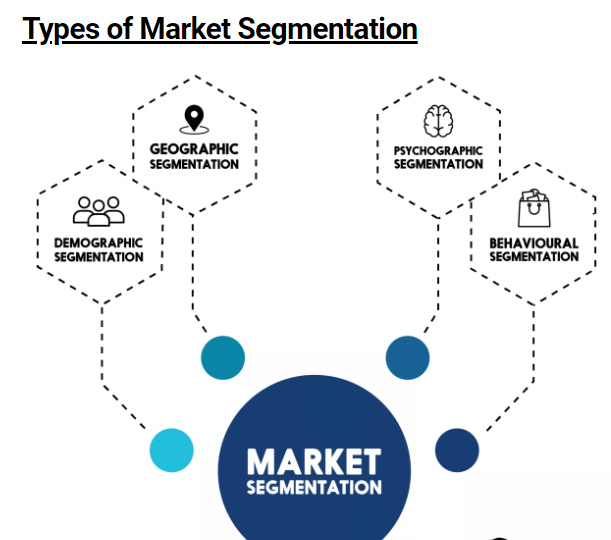 Types of Market Segmentation
GEOGRAPHIC
SEGMENTATION
PSYCHOGRAPHIC
SEGMENTATION
DEMOGRAPHIC
SEGMENTATION
BEHAVIOURAL
SEGMENTATION
MARKET
SEGMENTATION